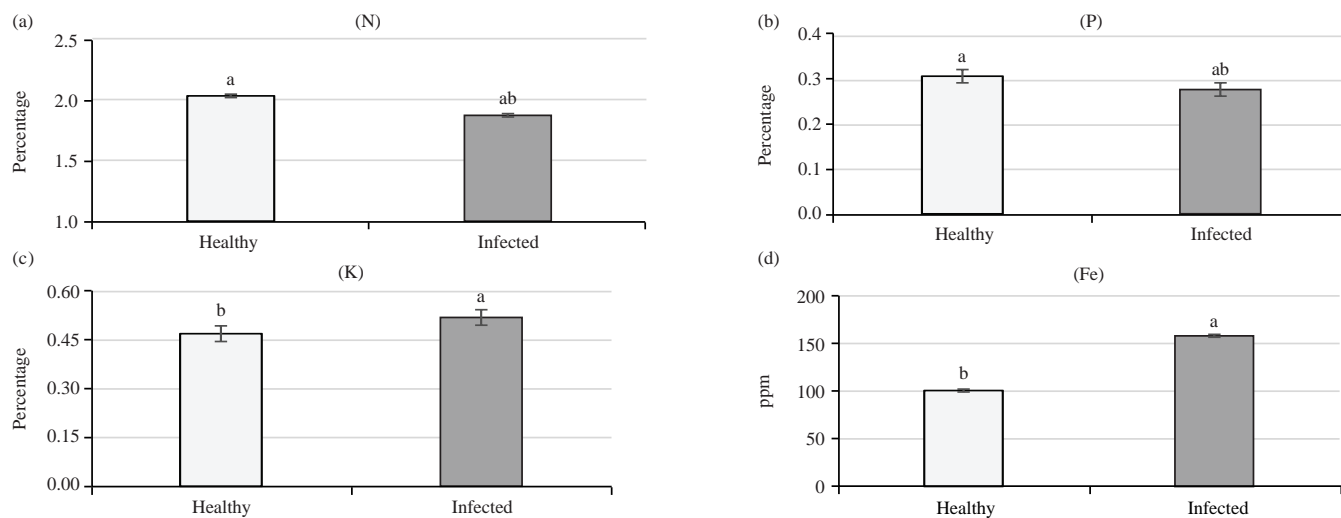 (a)
(N)
Percentage
2.5
2.0
1.5
1.0
a
ab
Healthy
Infected
(b)
(P)
Percentage
0.4
0.3
0.2
0.1
0.0
a
ab
Healthy
Infected
(c)
(K)
Percentage
0.60
0.45
0.30
0.15
0.00
b
a
Healthy
Infected
(d)
(Fe)
ppm
200
150
100
50
0
b
a
Healthy
Infected